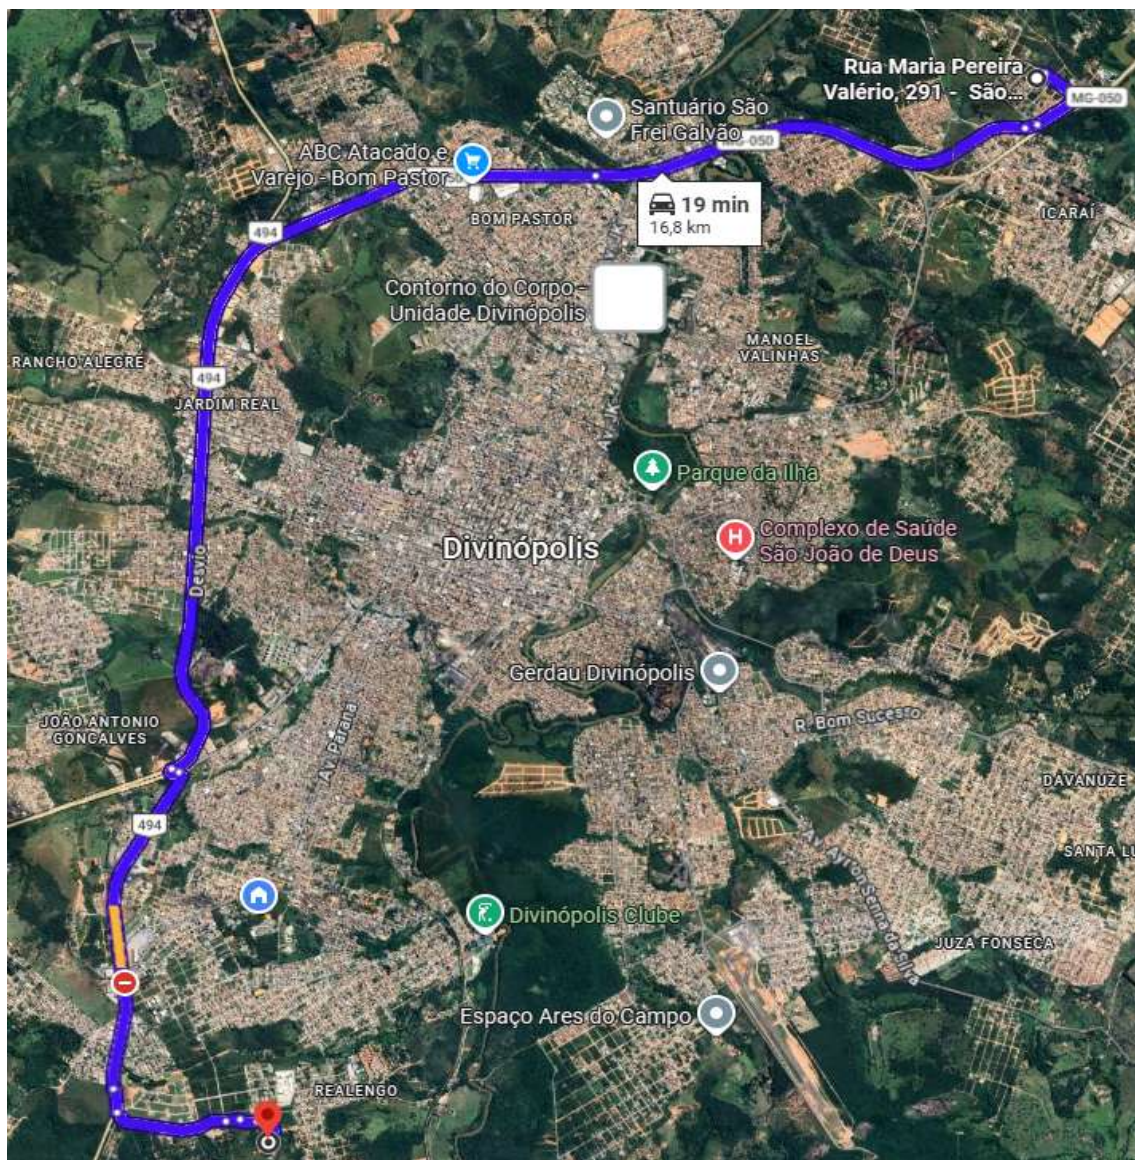 Rua Maria Pereira
Valério, 291 - São...
MG-050
Santuário São
Frei Galvão
MG-050
ABC Atacado e
Varejo - Bom Pastor
BOM PASTOR
19 min
16,8 km
ICARAÍ
494
Contorno do Corpo -
Unidade Divinópolis
MANOEL
VALINHAS
RANCHO ALEGRE
494
JARDIM REAL
Parque da Ilha
H
Complexo de Saúde
São João de Deus
Divinópolis
Desvio
Gerdau Divinópolis
R. Bom Sucesso
JOÃO ANTONIO
GONCALVES
Av. Paraná
DAVANUZE
494
Av. Ayrton Senna da Silva
SANTA LU
Divinópolis Clube
JUZA FONSECA
Espaço Ares do Campo
REALENGO